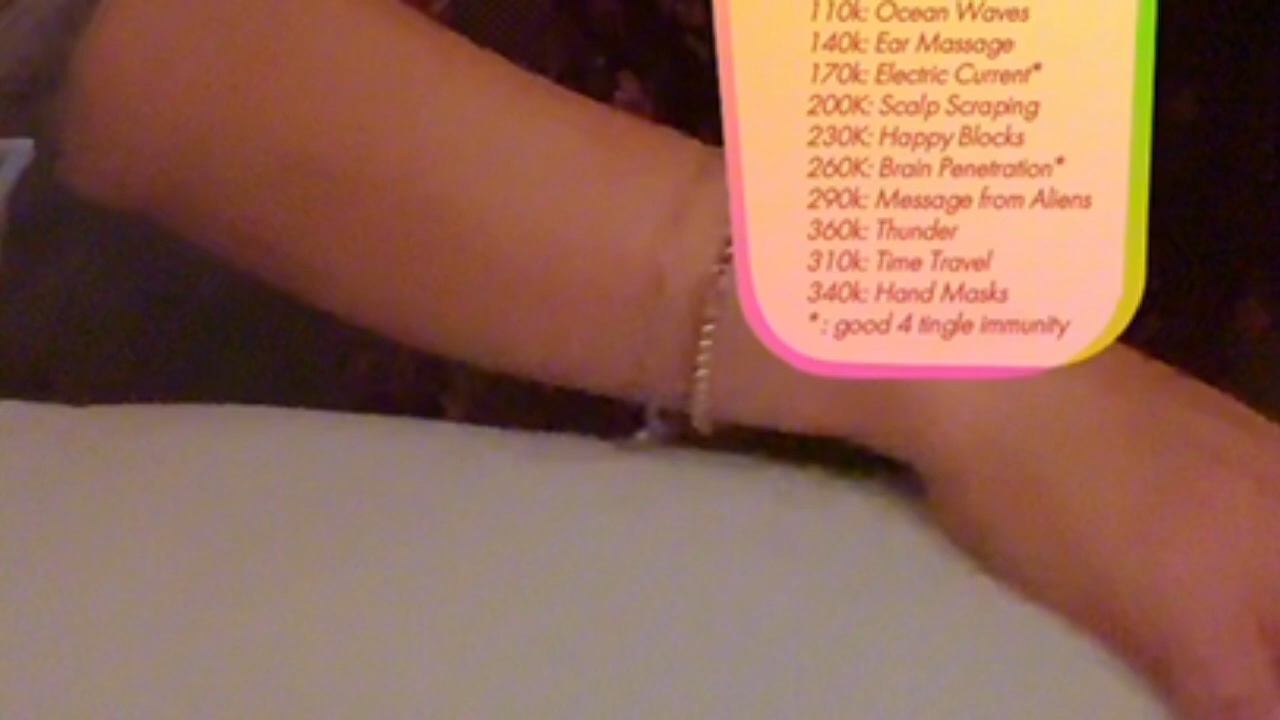 110k: Ocean Waves
140k: Ear Massage
170k: Electric Current*
200K: Scalp Scraping
230K: Happy Blocks
260K: Brain Penetration*
290k: Message from Aliens
360k: Thunder
310k: Time Travel
340k: Hand Masks
*: good 4 tingle immunity